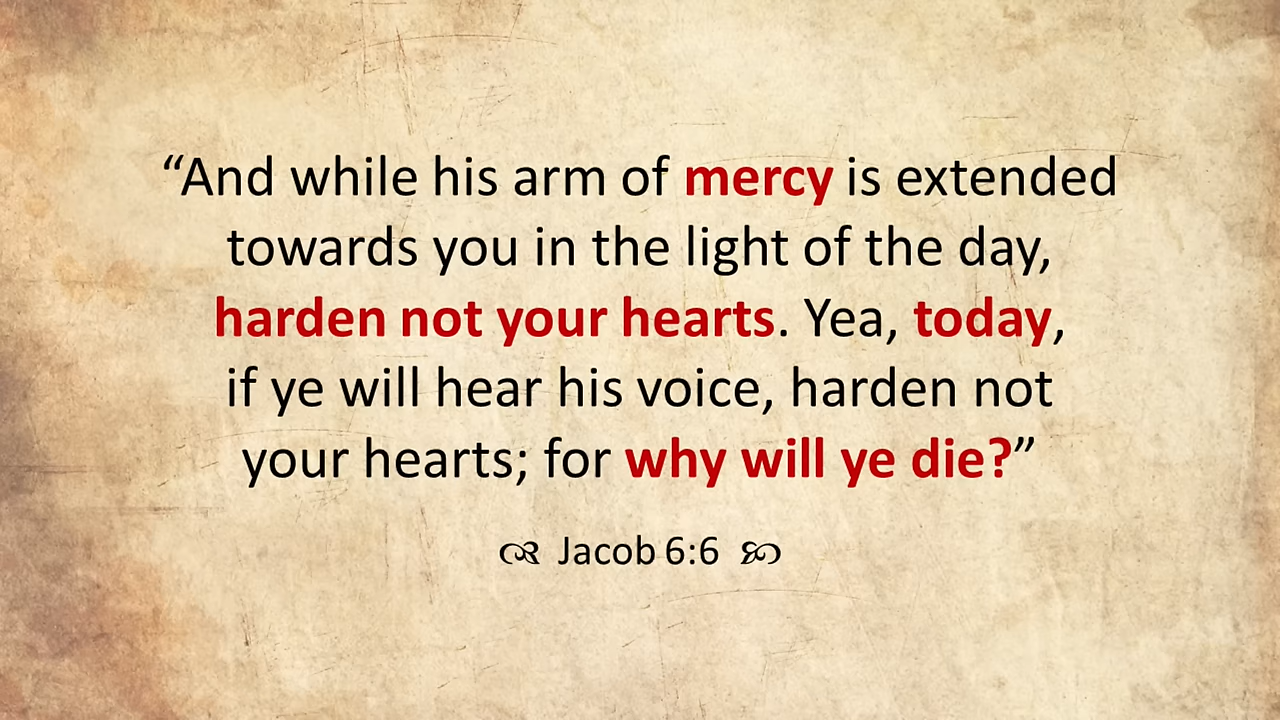 “And while his arm of mercy is extended
towards you in the light of the day,
harden not your hearts. Yea, today,
if ye will hear his voice, harden not
your hearts; for why will ye die?”
Jacob 6:6